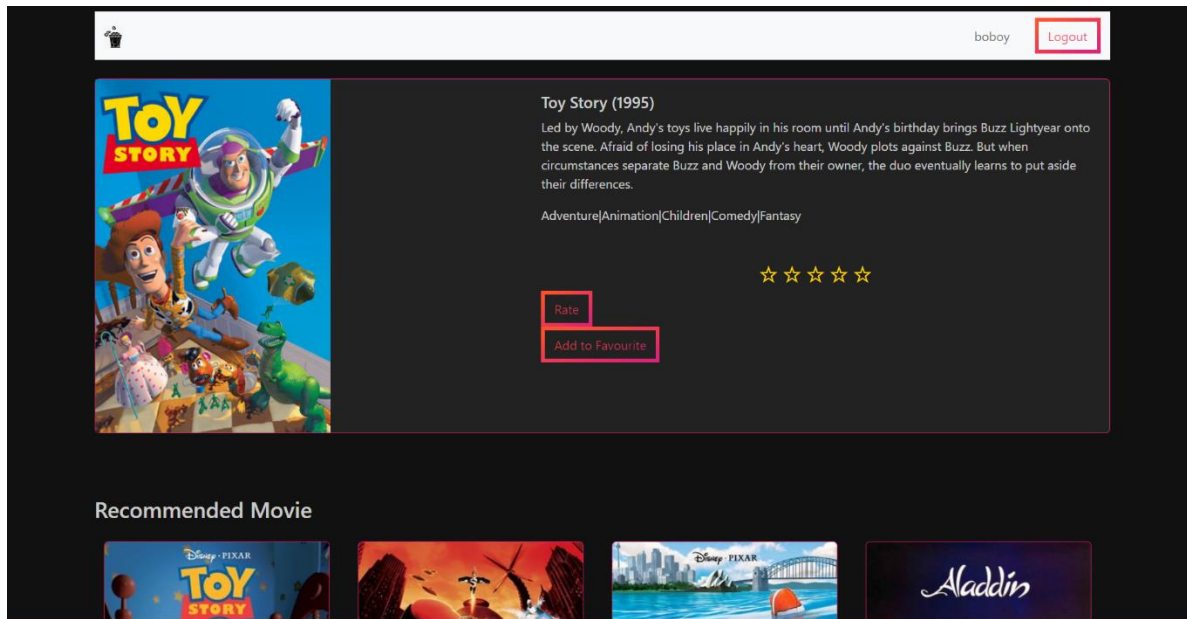 boboy
Logout
TOY
STORY
Toy Story (1995)
Led by Woody, Andy's toys live happily in his room until Andy's birthday brings Buzz Lightyear onto
the scene. Afraid of losing his place in Andy's heart, Woody plots against Buzz. But when
circumstances separate Buzz and Woody from their owner, the duo eventually learns to put aside
their differences.
Adventure|Animation|Children|Comedy|Fantasy
Rate
Add to Favourite
Recommended Movie
Disney · PIXAR
TOY
STORY
Disney · PIXAR
Aladdin